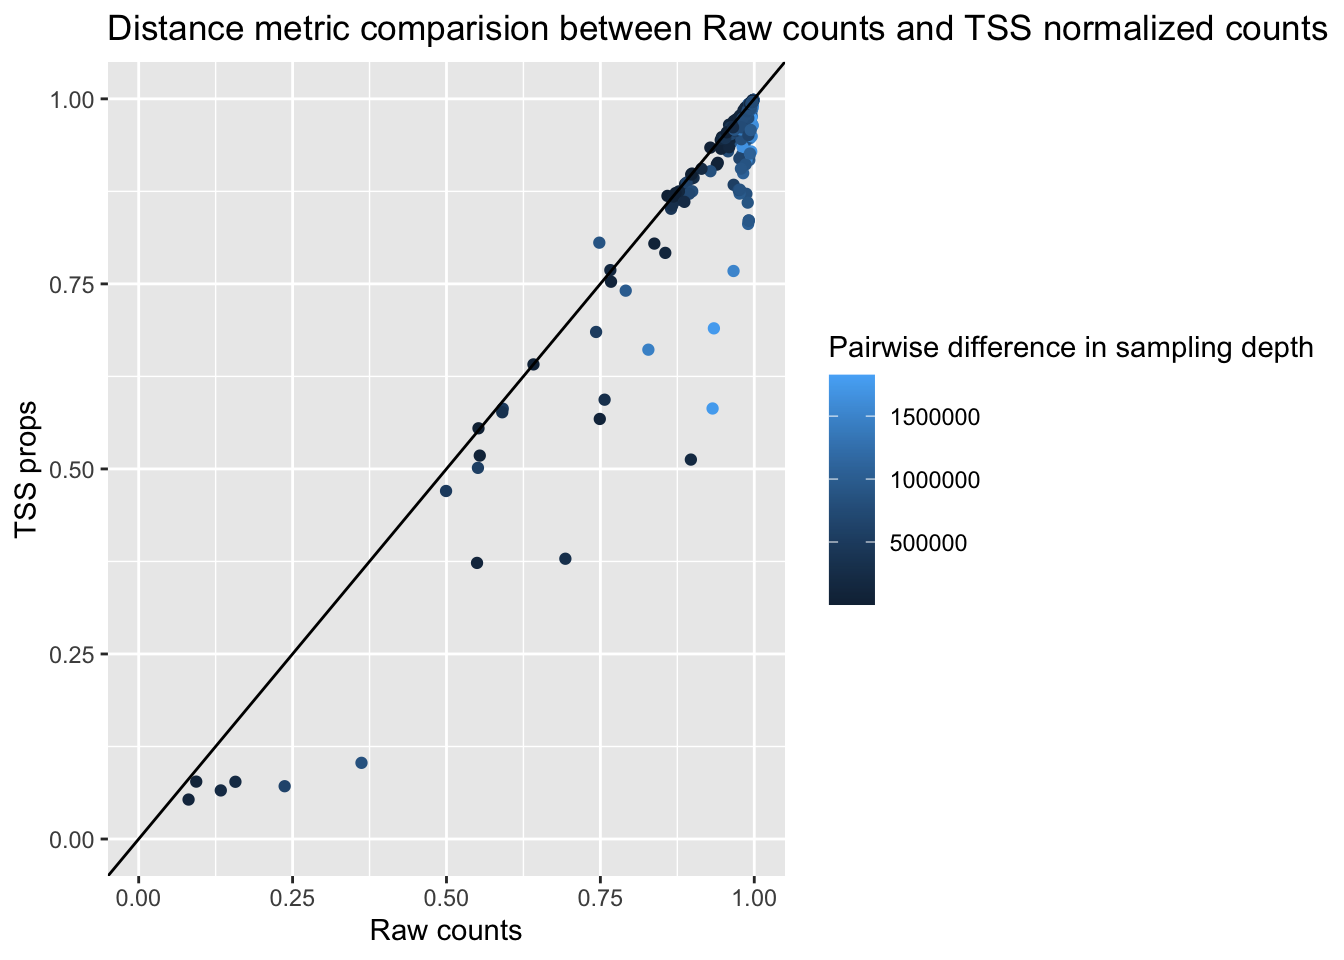 Distance metric comparision between Raw counts and TSS normalized counts
1.00
0.75
0.50
0.25
0.00
TSS props
0.00 0.25 0.50 0.75 1.00
Raw counts
Pairwise difference in sampling depth
1500000
1000000
500000